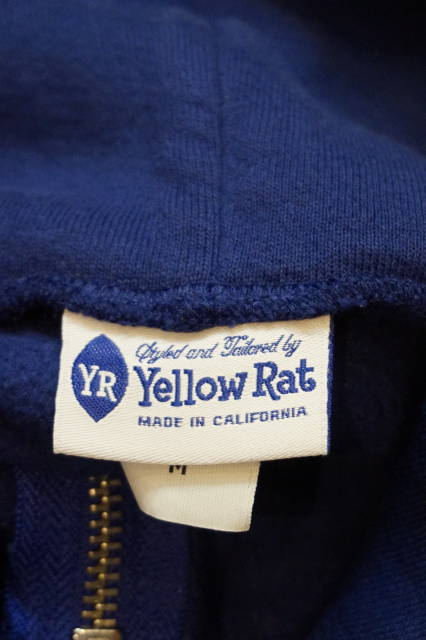 Styled and Tailored by
YR
Yellow Rat
MADE IN CALIFORNIA
M